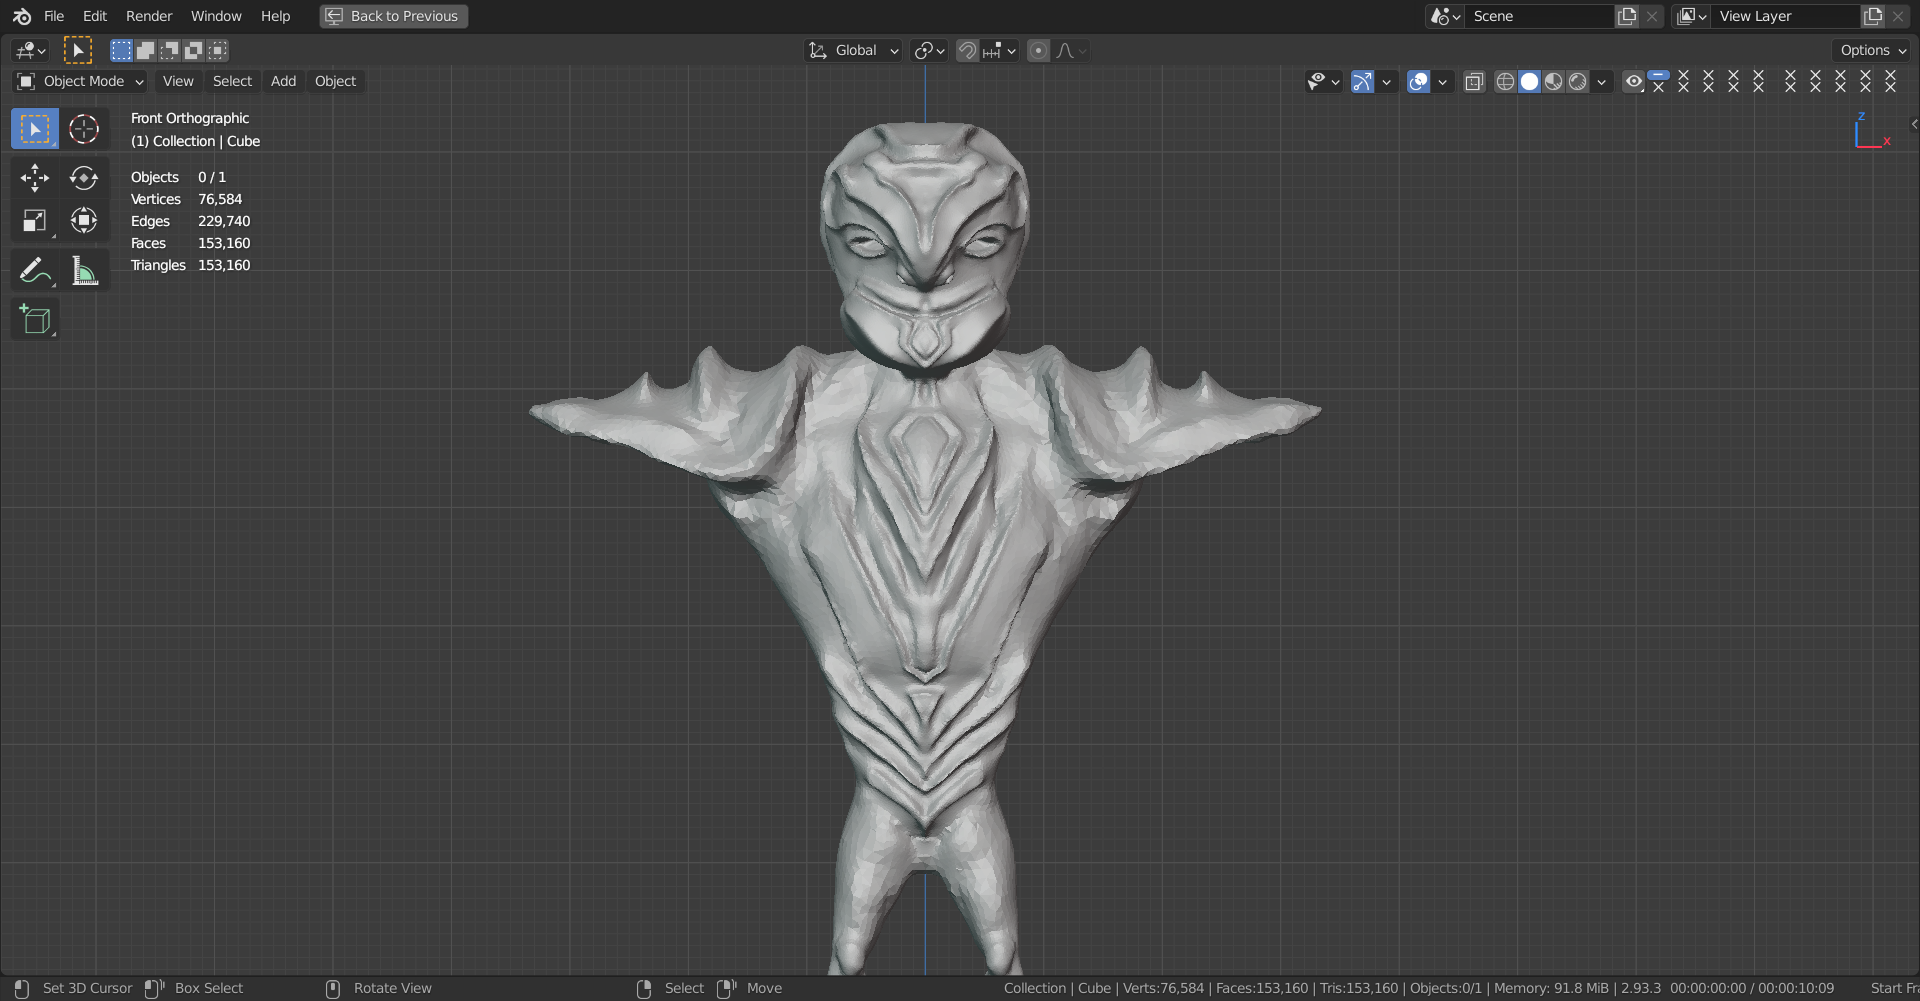 File Edit Render Window Help Back to Previous Scene View Layer
Global Options
Object Mode View Select Add Object
Front Orthographic
(1) Collection | Cube
Objects 0 / 1
Vertices 76,584
Edges 229,740
Faces 153,160
Triangles 153,160
Z
X
Set 3D Cursor Box Select Rotate View Select Move Collection | Cube | Verts:76,584 | Faces:153,160 | Tris:153,160 | Objects:0/1 | Memory: 91.8 MiB | 2.93.3 00:00:00:00 / 00:00:10:09 Start Fra